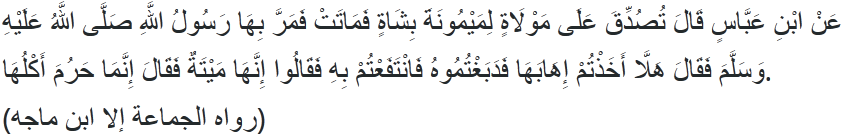 عَنْ ابْنِ عَبَّاسٍ قَالَ تُصُدِّقَ عَلَى مَوْلَاةٍ لِمَيْمُونَةَ بِشَاةٍ فَمَاتَتْ فَمَرَّ بِهَا رَسُولُ اللَّهِ صَلَّى اللَّهُ عَلَيْهِ
وَسَلَّمَ فَقَالَ هَلَّا أَخَذْتُمْ إِهَابَهَا فَدَبَغْتُمُوهُ فَانْتَفَعْتُمْ بِهِ فَقَالُوا إِنَّهَا مَيْتَةٌ فَقَالَ إِنَّمَا حَرُمَ أَكْلُهَا.
(رواه الجماعة إلا ابن ماجه)